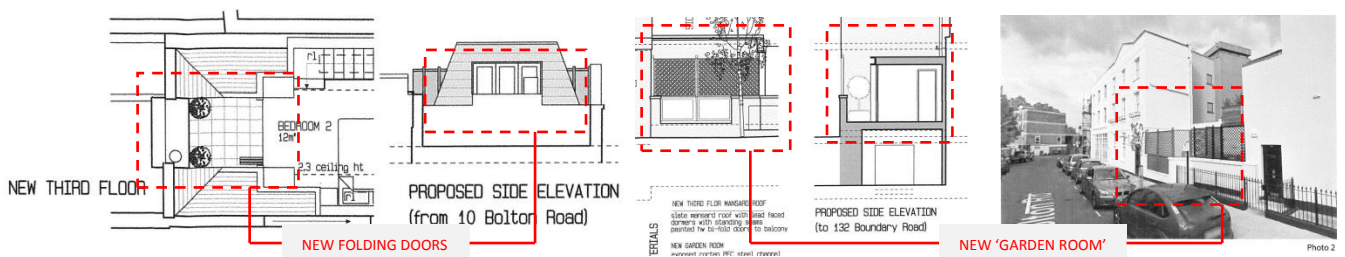 NEW THIRD FLOOR
rl
BEDROOM 2
12m²
2.3 ceiling ht
rl
NEW FOLDING DOORS
PROPOSED SIDE ELEVATION
(from 10 Bolton Road)
NEW THIRD FLOR MANSARD ROOF
slate mansard roof with lead faced
dormers with standing seams
painted hw bi-fold doors to balcony
NEW GARDEN ROOM
exposed corten PFC steel channel
PROPOSED SIDE ELEVATION
(to 132 Boundary Road)
NEW ‘GARDEN ROOM’
Photo 2